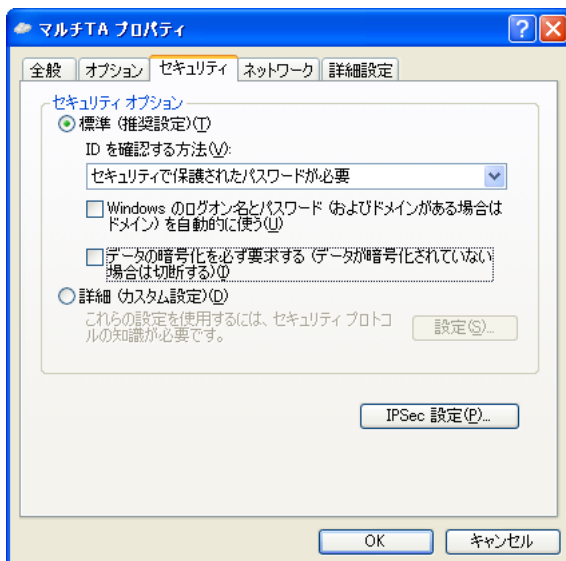 マルチTA プロパティ
全般 オプション セキュリティ ネットワーク 詳細設定
セキュリティ オプション
標準 (推奨設定)(T)
ID を確認する方法(V):
セキュリティで保護されたパスワードが必要
Windows のログオン名とパスワード (およびドメインがある場合は
ドメイン) を自動的に使う(U)
データの暗号化を必ず要求する (データが暗号化されていない
場合は切断する)(I)
詳細 (カスタム設定)(D)
これらの設定を使用するには、セキュリティ プロトコ
ルの知識が必要です。
設定(S)...
IPSec 設定(P)...
OK
キャンセル